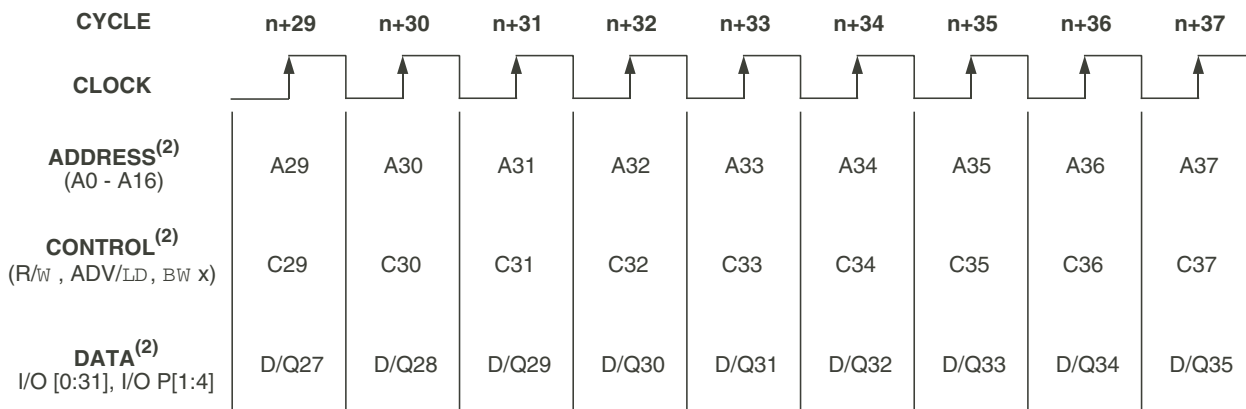 CYCLE n+29 n+30 n+31 n+32 n+33 n+34 n+35 n+36 n+37
CLOCK
ADDRESS(2) A29 A30 A31 A32 A33 A34 A35 A36 A37
(A0 - A16)
CONTROL(2) C29 C30 C31 C32 C33 C34 C35 C36 C37
(R/W , ADV/LD, BW x)
DATA(2) D/Q27 D/Q28 D/Q29 D/Q30 D/Q31 D/Q32 D/Q33 D/Q34 D/Q35
I/O [0:31], I/O P[1:4]